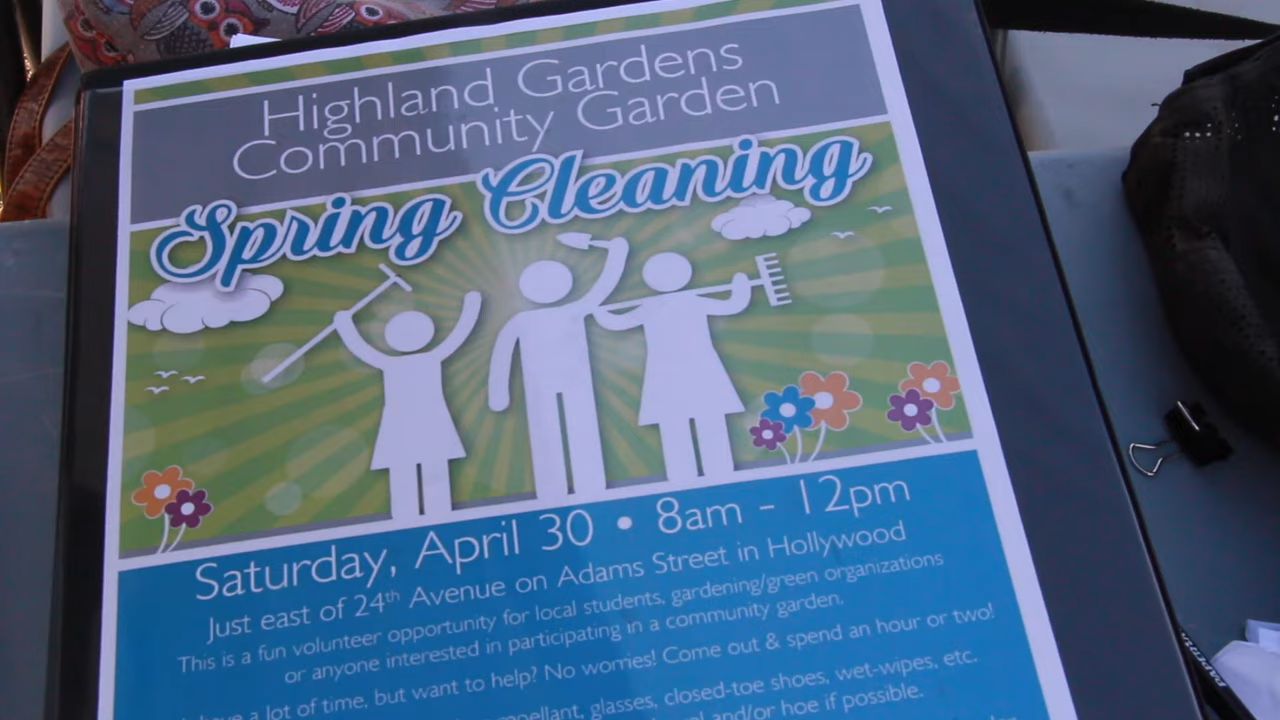 Highland Gardens
Community Garden
Spring Cleaning
Saturday, April 30 • 8am - 12pm
Just east of 24th Avenue on Adams Street in Hollywood
This is a fun volunteer opportunity for local students, gardening/green organizations
or anyone interested in participating in a community garden.
a lot of time, but want to help? No worries! Come out & spend an hour or two!
glasses, closed-toe shoes, wet-wipes, etc.
and/or hoe if possible.